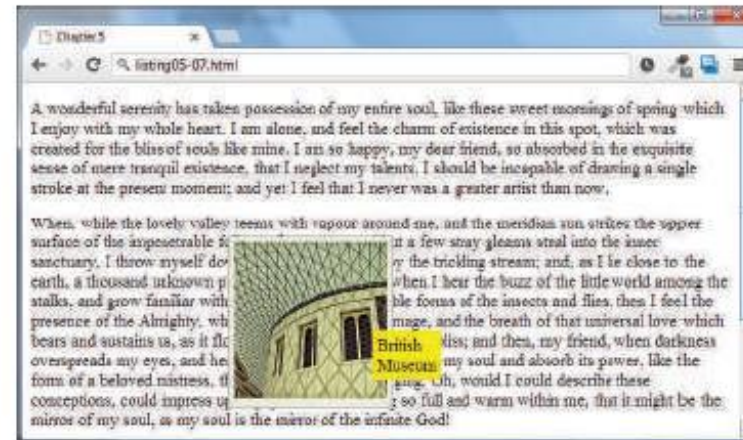 Chapter 5
listing05-07.html
A wonderful serenity has taken possession of my entire soul, like these sweet mornings of spring which
I enjoy with my whole heart. I am alone, and feel the charm of existence in this spot, which was
created for the bliss of souls like mine. I am so happy, my dear friend, so absorbed in the exquisite
sense of mere tranquil existence, that I neglect my talents. I should be incapable of drawing a single
stroke at the present moment; and yet I feel that I never was a greater artist than now.
When, while the lovely valley teems with vapour around me, and the meridian sun strikes the upper
surface of the impenetrable f t a few stray gleams steal into the inner
sanctuary, I throw myself do y the trickling stream; and, as I lie close to the
earth, a thousand unknown p when I hear the buzz of the little world among the
stalks, and grow familiar with ble forms of the insects and flies, then I feel the
presence of the Almighty, wh mage, and the breath of that universal love which
bears and sustains us, as it flo bliss; and then, my friend, when darkness
overspreads my eyes, and hea my soul and absorb its power, like the
form of a beloved mistress, th ging, Oh, would I could describe these
conceptions, could impress up g so full and warm within me, that it might be the
mirror of my soul, as my soul is the mirror of the infinite God!
British
Museum